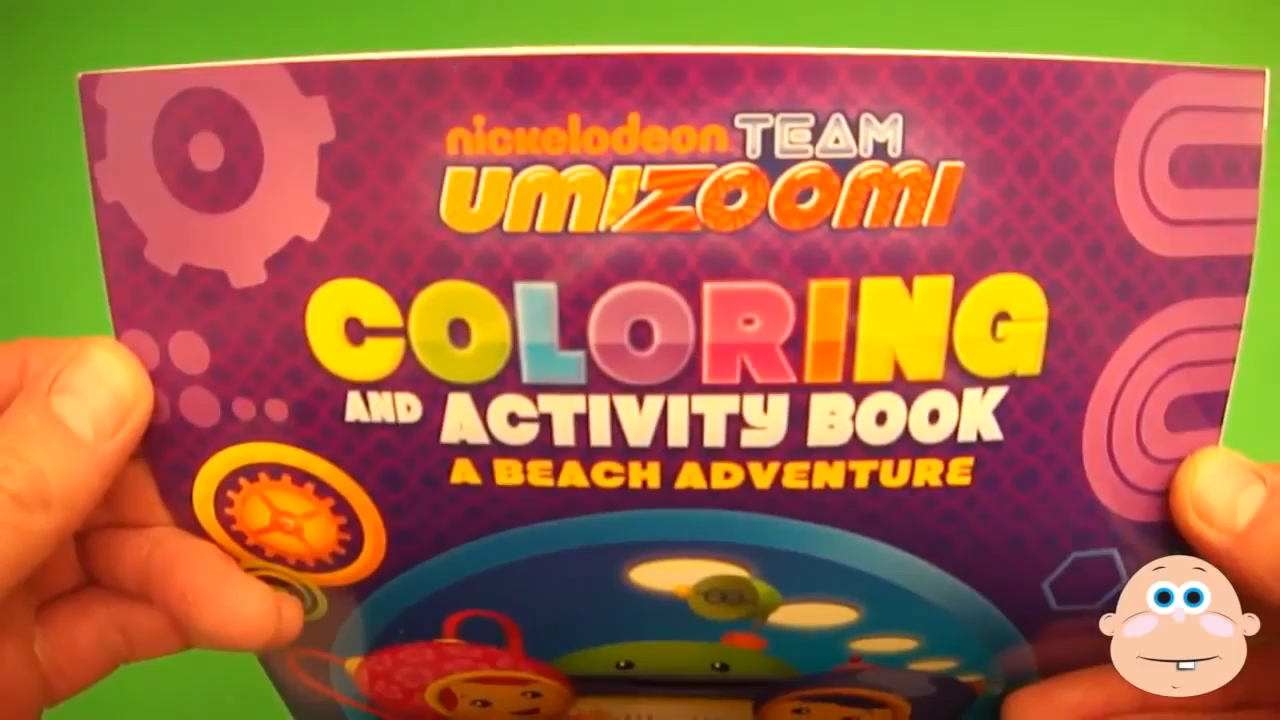 nickelodeon TEAM
UMIZOOMI
COLORING
AND ACTIVITY BOOK
A BEACH ADVENTURE